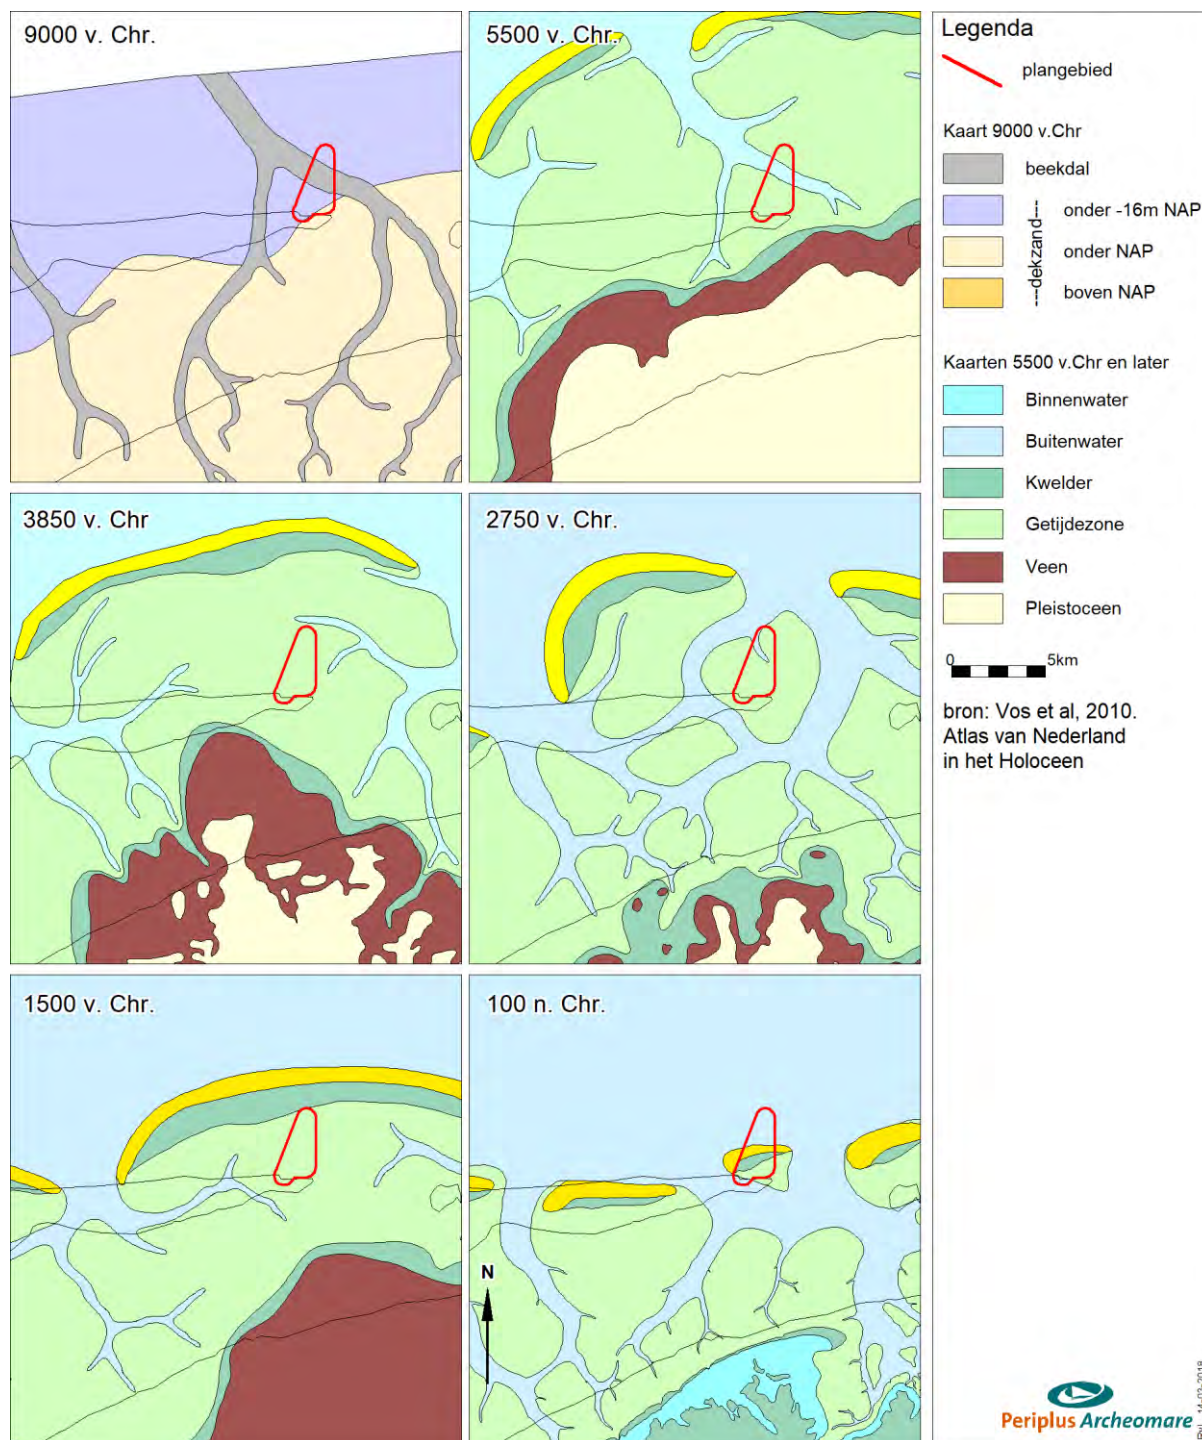 9000 v. Chr.
5500 v. Chr.
3850 v. Chr
2750 v. Chr.
1500 v. Chr.
100 n. Chr.
N
Legenda
plangebied
Kaart 9000 v.Chr
beekdal
onder -16m NAP
onder NAP
boven NAP
---dekzand---
Kaarten 5500 v.Chr en later
Binnenwater
Buitenwater
Kwelder
Getijdezone
Veen
Pleistoceen
0 5km
bron: Vos et al, 2010.
Atlas van Nederland
in het Holoceen
Periplus Archeomare